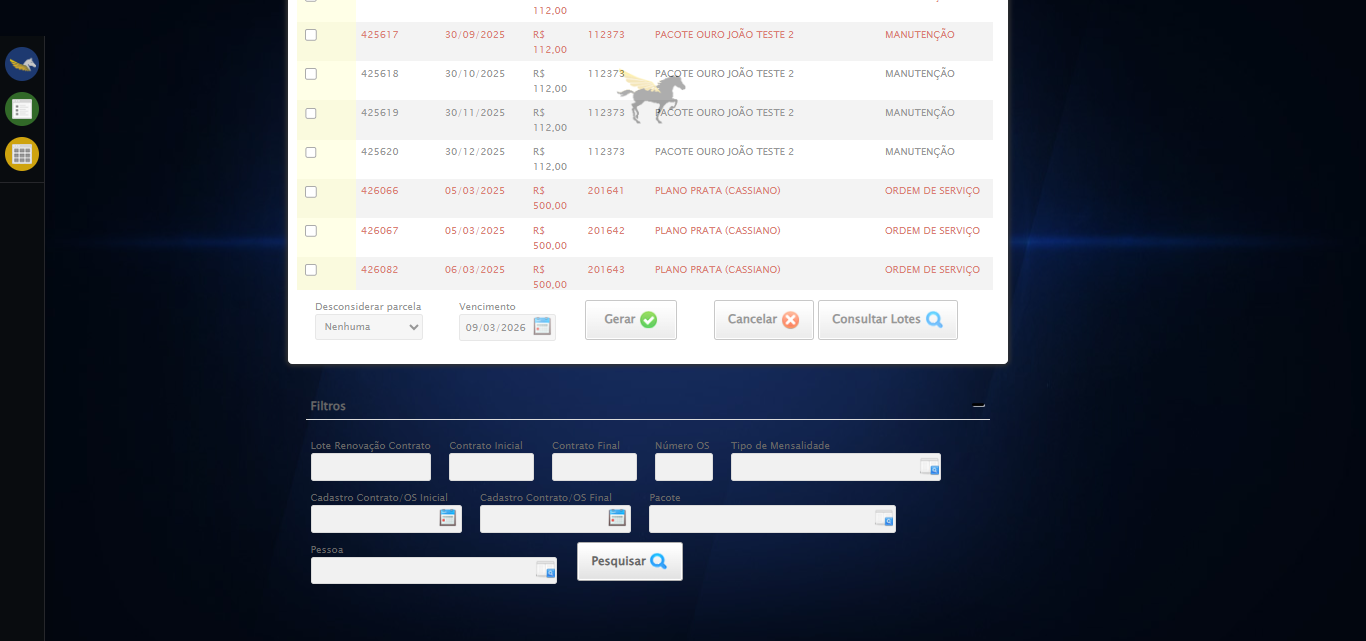 112,00
425617 30/09/2025 R$ 112373 PACOTE OURO JOÃO TESTE 2 MANUTENÇÃO
112,00
425618 30/10/2025 R$ 112373 PACOTE OURO JOÃO TESTE 2 MANUTENÇÃO
112,00
425619 30/11/2025 R$ 112373 PACOTE OURO JOÃO TESTE 2 MANUTENÇÃO
112,00
425620 30/12/2025 R$ 112373 PACOTE OURO JOÃO TESTE 2 MANUTENÇÃO
112,00
426066 05/03/2025 R$ 201641 PLANO PRATA (CASSIANO) ORDEM DE SERVIÇO
500,00
426067 05/03/2025 R$ 201642 PLANO PRATA (CASSIANO) ORDEM DE SERVIÇO
500,00
426082 06/03/2025 R$ 201643 PLANO PRATA (CASSIANO) ORDEM DE SERVIÇO
500,00
Desconsiderar parcela Vencimento
Nenhuma 09/03/2026 Gerar Cancelar Consultar Lotes
Filtros
Lote Renovação Contrato Contrato Inicial Contrato Final Número OS Tipo de Mensalidade
Cadastro Contrato/OS Inicial Cadastro Contrato/OS Final Pacote
Pessoa
Pesquisar